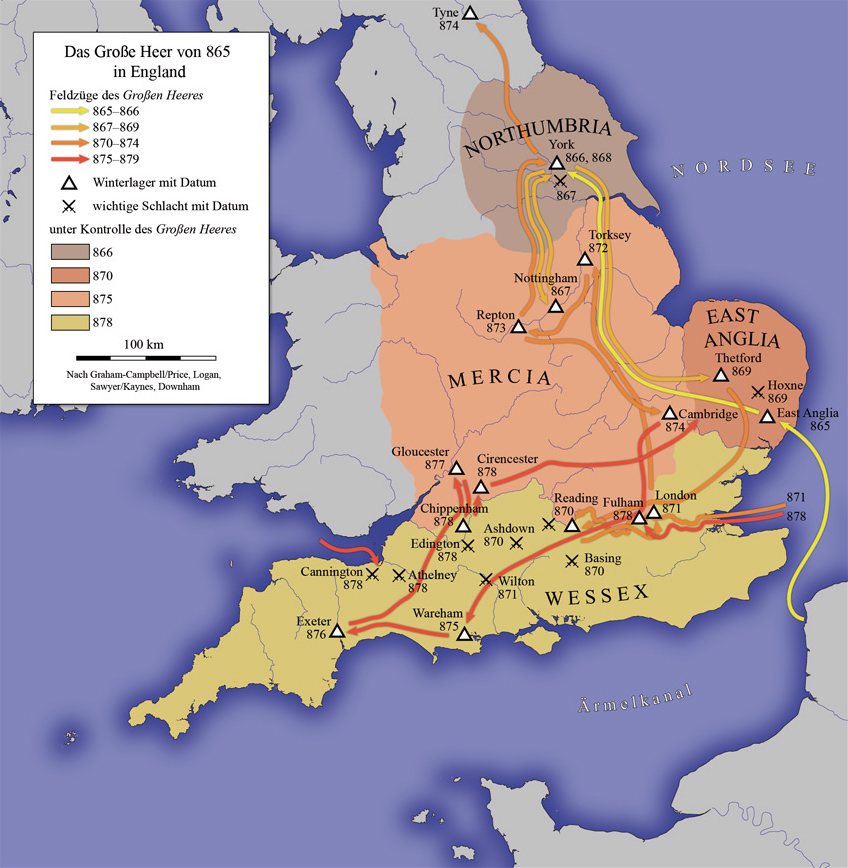 Das Große Heer von 865
in England
Feldzüge des Großen Heeres
865–866
867–869
870–874
875–879
Winterlager mit Datum
wichtige Schlacht mit Datum
unter Kontrolle des Großen Heeres
866
870
875
878
100 km
Nach Graham-Campbell/Price, Logan,
Sawyer/Kaynes, Downham
Tyne
874
NORTHUMBRIA
York
866, 868
867
NORDSEE
Torksey
872
Nottingham
867
Repton
873
EAST
ANGLIA
Thetford
869
Hoxne
869
East Anglia
865
MERCIA
Cambridge
874
Gloucester
877
Cirencester
878
Chippenham
878
Reading
870
Fulham
878
London
871
871
878
Ashdown
870
Edington
878
Basing
870
Cannington
878
Athelney
878
Wilton
871
WESSEX
Exeter
876
Wareham
875
Ärmelkanal